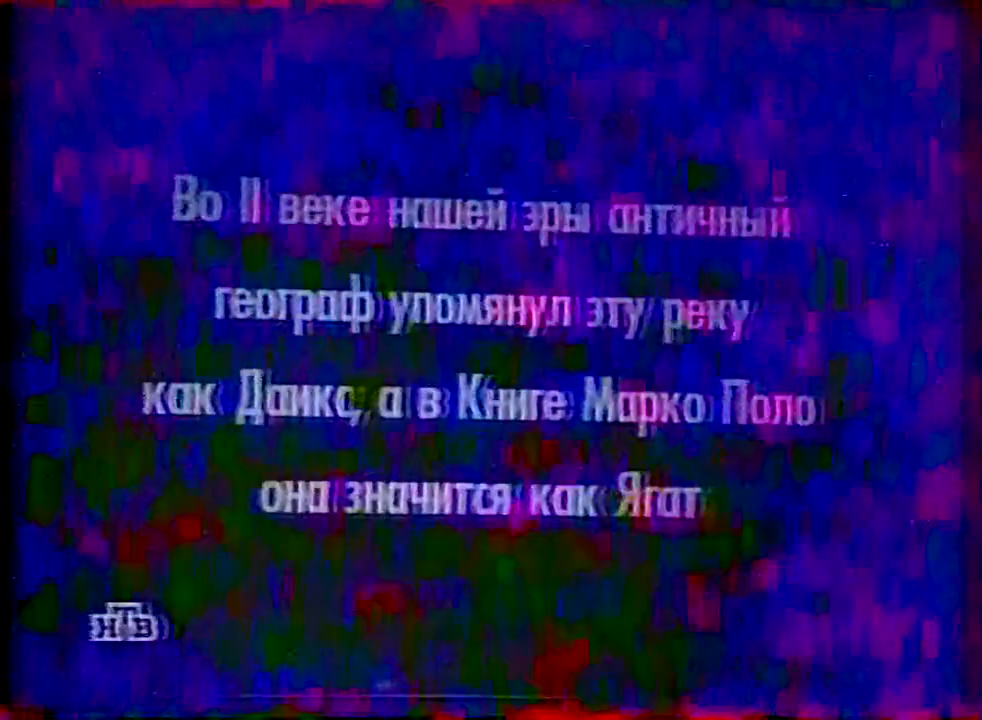 Во II веке нашей эры античный
географ упомянул эту реку
как Даикс, а в Книге Марко Поло
она значится как Ягат
НТВ